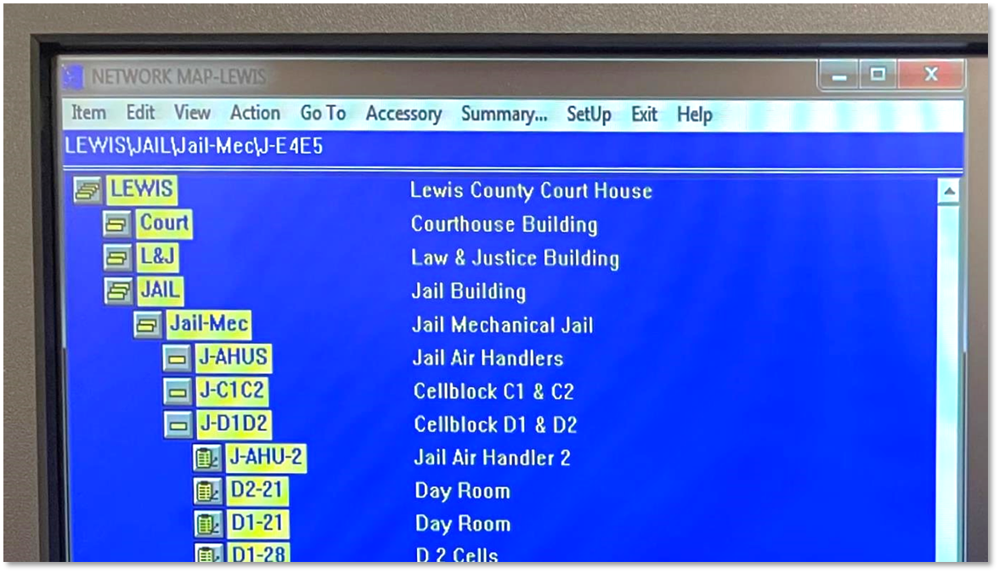 NETWORK MAP-LEWIS
Item Edit View Action Go To Accessory Summary... SetUp Exit Help
LEWIS\JAIL\Jail-Mec\J-E4E5
LEWIS Lewis County Court House
Court Courthouse Building
L&J Law & Justice Building
JAIL Jail Building
Jail-Mec Jail Mechanical Jail
J-AHUS Jail Air Handlers
J-C1C2 Cellblock C1 & C2
J-D1D2 Cellblock D1 & D2
J-AHU-2 Jail Air Handler 2
D2-21 Day Room
D1-21 Day Room
D1-28 D 2 Cells